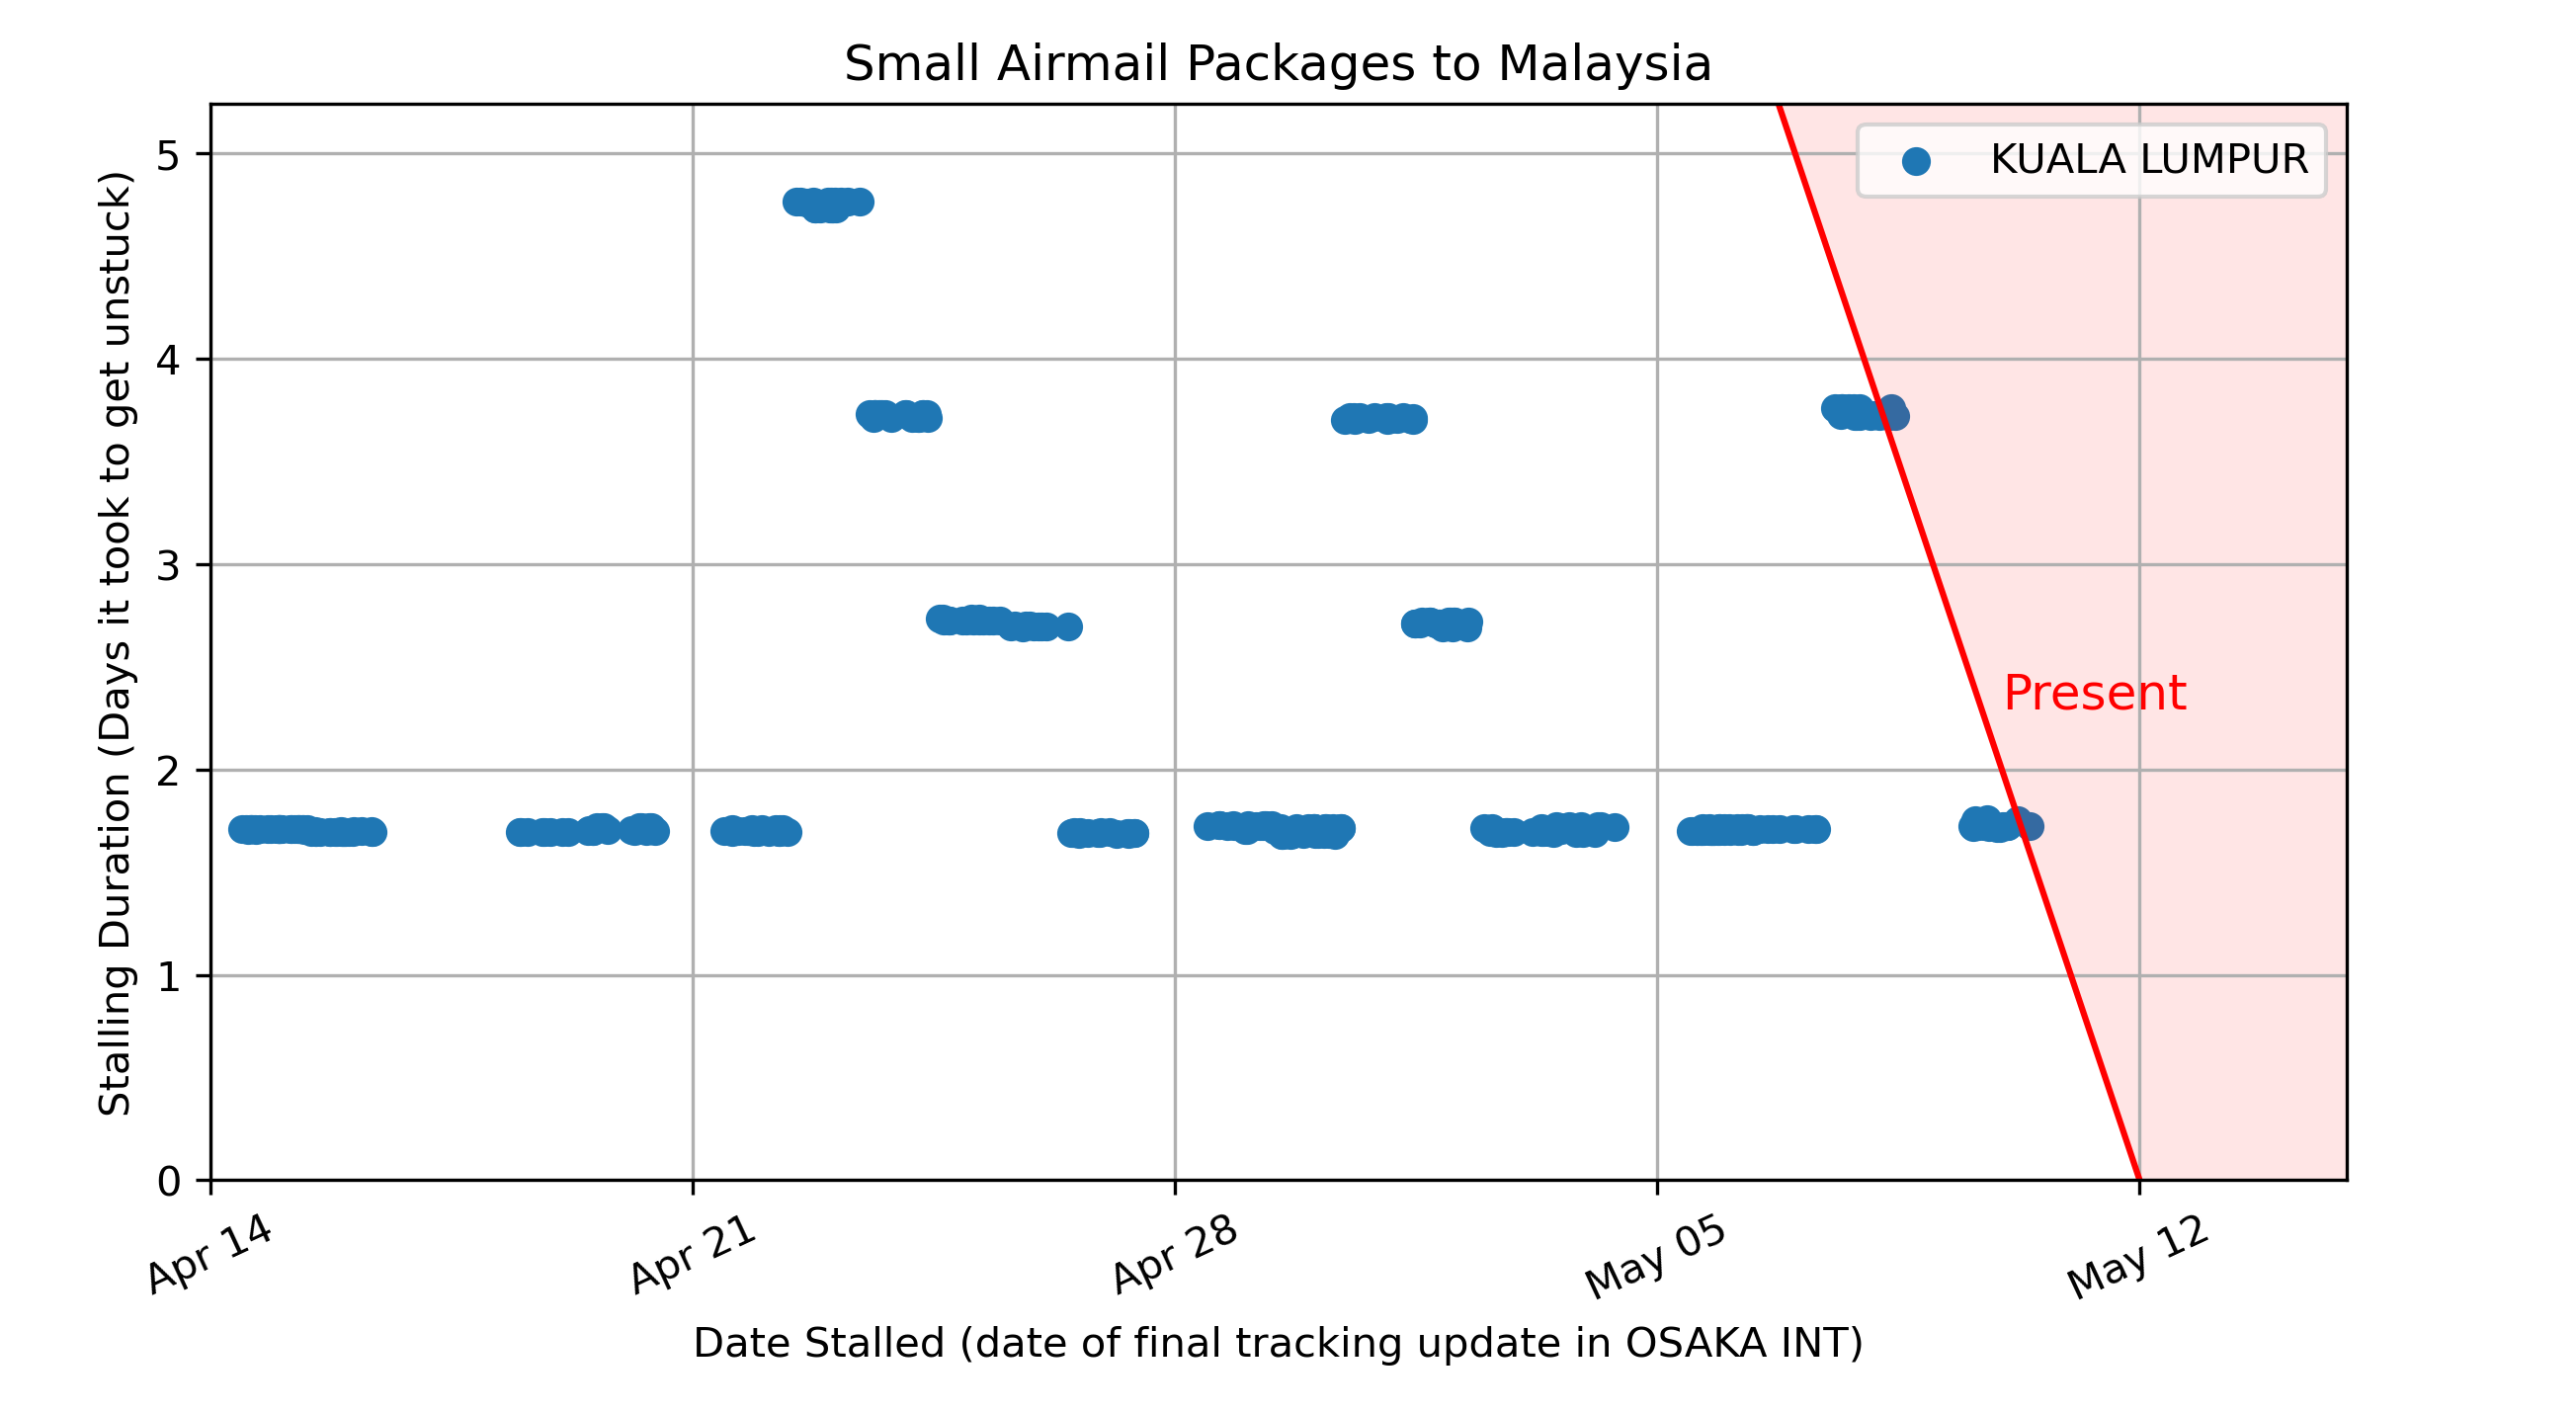 Small Airmail Packages to Malaysia
KUALA LUMPUR
Stalling Duration (Days it took to get unstuck)
5
4
3
2
1
0
Present
Apr 14
Apr 21
Apr 28
May 05
May 12
Date Stalled (date of final tracking update in OSAKA INT)